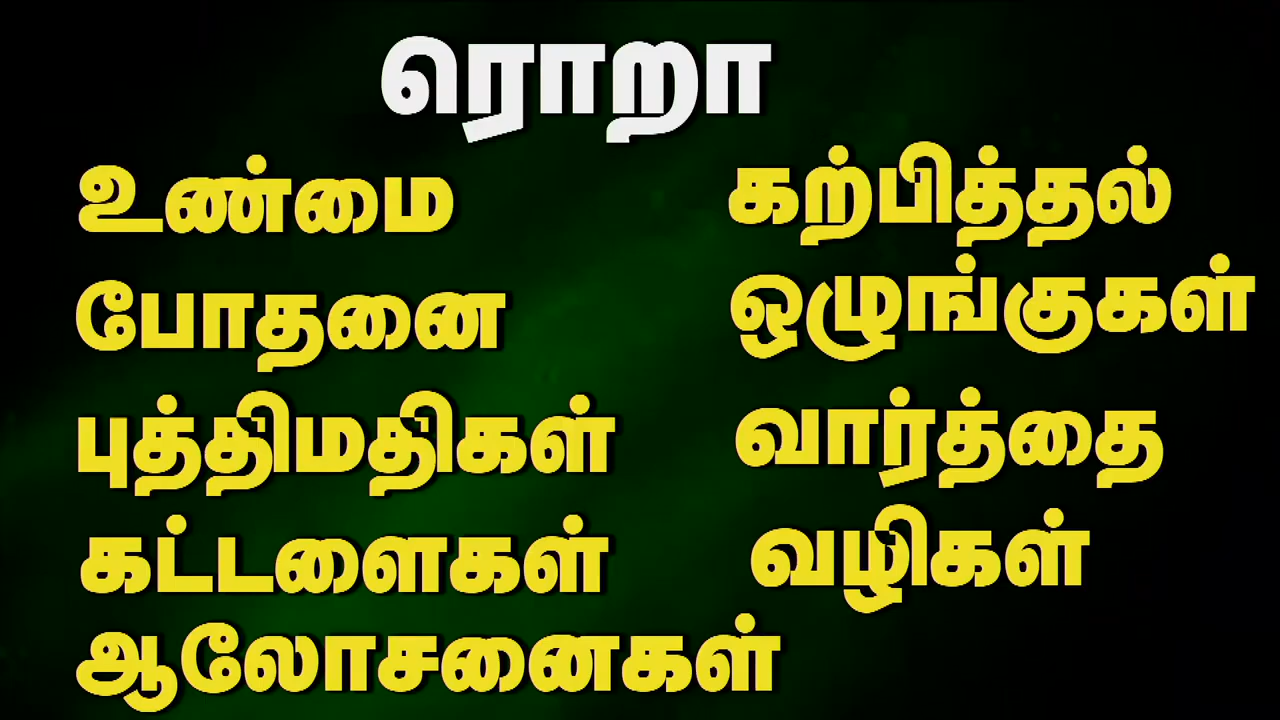 ரொறா
உண்மை
போதனை
புத்திமதிகள்
கட்டளைகள்
ஆலோசனைகள்
கற்பித்தல்
ஒழுங்குகள்
வார்த்தை
வழிகள்